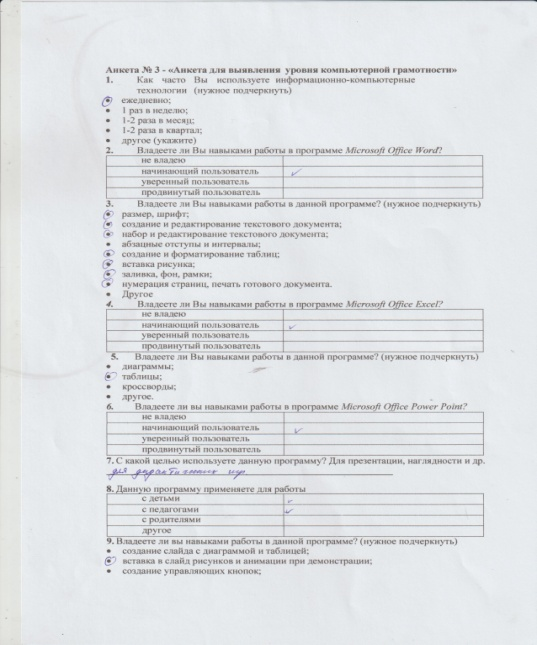 Анкета № 3 - «Анкета для выявления уровня компьютерной грамотности»
1. Как часто Вы используете информационно-компьютерные
технологии (нужное подчеркнуть)
• ежедневно;
• 1 раз в неделю;
• 1-2 раза в месяц;
• 1-2 раза в квартал;
• другое (укажите)
2. Владеете ли Вы навыками работы в программе Microsoft Office Word?
не владею
начинающий пользователь ✓
уверенный пользователь
продвинутый пользователь
3. Владеете ли Вы навыками работы в данной программе? (нужное подчеркнуть)
• размер, шрифт;
• создание и редактирование текстового документа;
• набор и редактирование текстового документа;
• абзацные отступы и интервалы;
• создание и форматирование таблиц;
• вставка рисунка;
• заливка, фон, рамки;
• нумерация страниц, печать готового документа.
• Другое
4. Владеете ли Вы навыками работы в программе Microsoft Office Excel?
не владею
начинающий пользователь ✓
уверенный пользователь
продвинутый пользователь
5. Владеете ли Вы навыками работы в данной программе? (нужное подчеркнуть)
• диаграммы;
• таблицы;
• кроссворды;
• другое.
6. Владеете ли вы навыками работы в программе Microsoft Office Power Point?
не владею
начинающий пользователь ✓
уверенный пользователь
продвинутый пользователь
7. С какой целью используете данную программу? Для презентации, наглядности и др.
для дидактических игр
8. Данную программу применяете для работы
с детьми ✓
с педагогами ✓
с родителями
другое
9. Владеете ли вы навыками работы в данной программе? (нужное подчеркнуть)
• создание слайда с диаграммой и таблицей;
• вставка в слайд рисунков и анимации при демонстрации;
• создание управляющих кнопок;